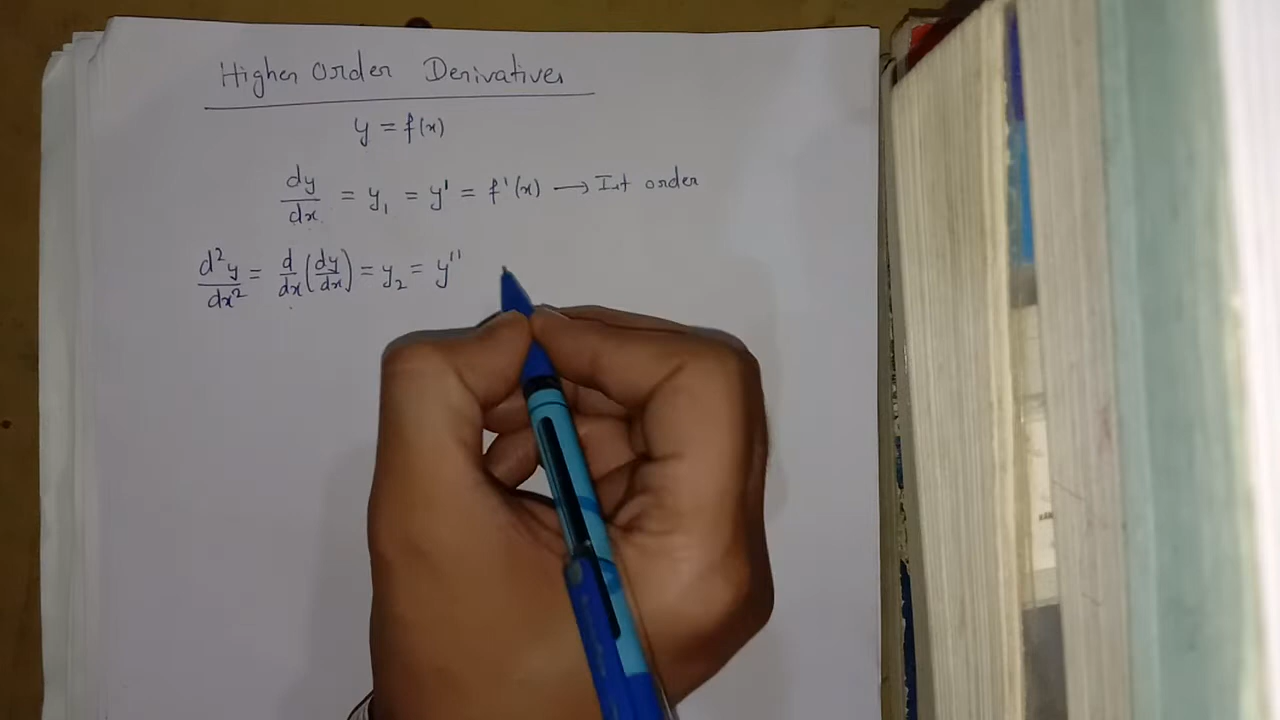 Higher Order Derivatives
y = f(x)
dy/dx = y₁ = y' = f'(x) → Ist order
d²y/dx² = d/dx (dy/dx) = y₂ = y''